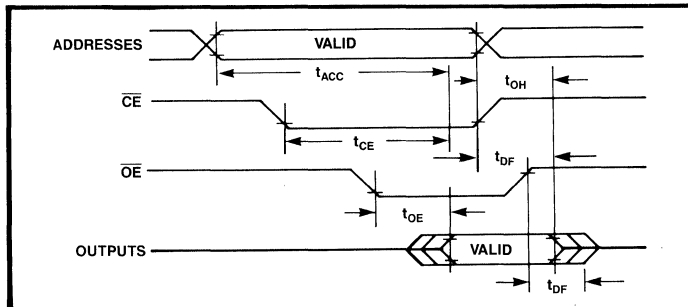 ADDRESSES
VALID
tACC
tOH
CE
tCE
tDF
OE
tOE
OUTPUTS
VALID
tDF